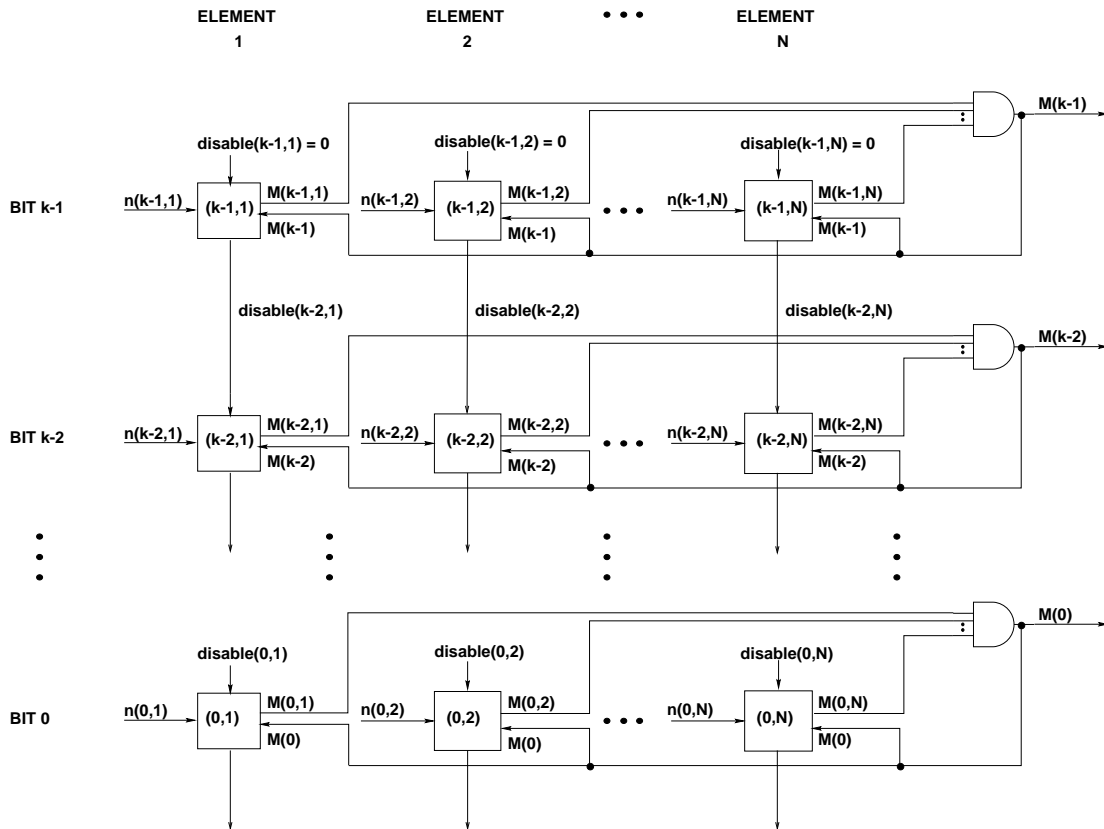 ELEMENT ELEMENT ELEMENT
1 2 N
M(k-1)
disable(k-1,1) = 0 disable(k-1,2) = 0 disable(k-1,N) = 0
BIT k-1 n(k-1,1) (k-1,1) M(k-1,1) n(k-1,2) (k-1,2) M(k-1,2) n(k-1,N) (k-1,N) M(k-1,N)
M(k-1) M(k-1) M(k-1)
disable(k-2,1) disable(k-2,2) disable(k-2,N)
M(k-2)
BIT k-2 n(k-2,1) (k-2,1) M(k-2,1) n(k-2,2) (k-2,2) M(k-2,2) n(k-2,N) (k-2,N) M(k-2,N)
M(k-2) M(k-2) M(k-2)
M(0)
disable(0,1) disable(0,2) disable(0,N)
BIT 0 n(0,1) (0,1) M(0,1) n(0,2) (0,2) M(0,2) n(0,N) (0,N) M(0,N)
M(0) M(0) M(0)